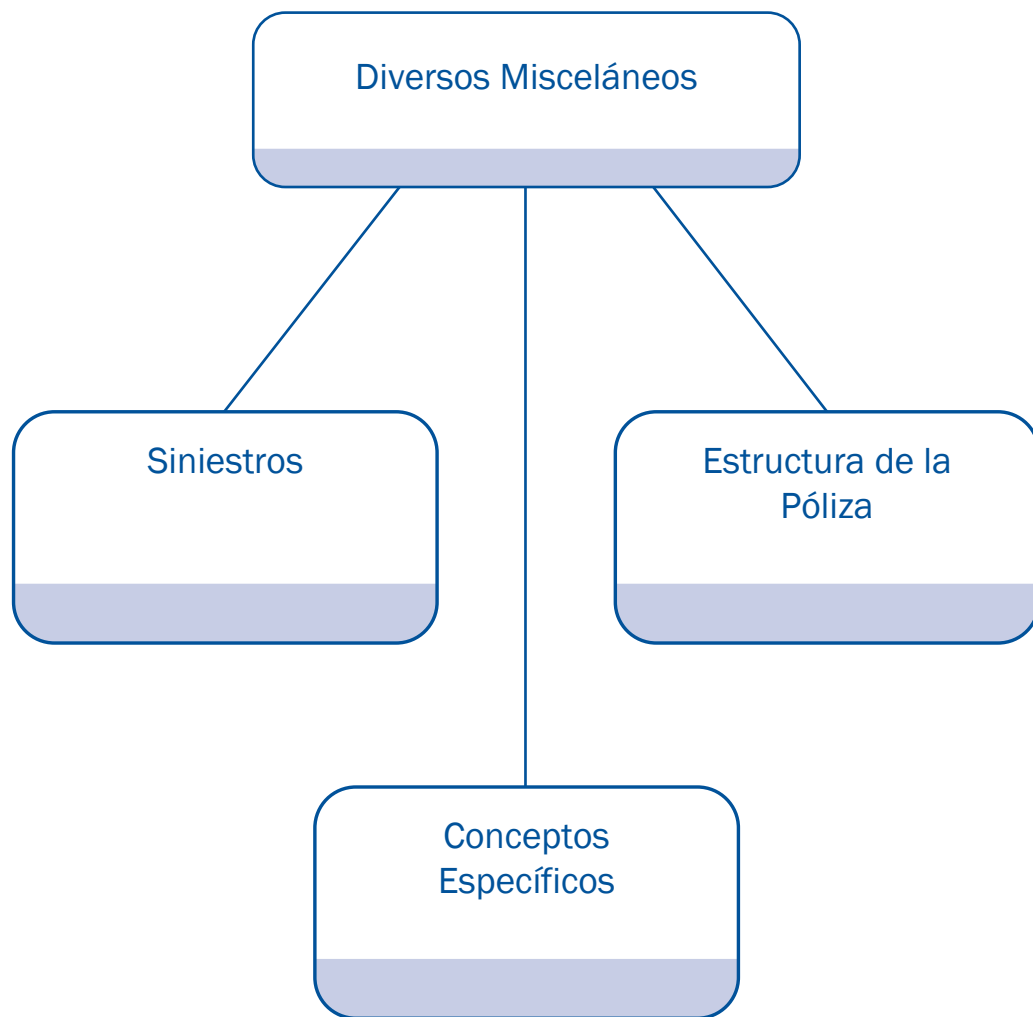 Diversos Misceláneos
Siniestros
Estructura de la
Póliza
Conceptos
Específicos